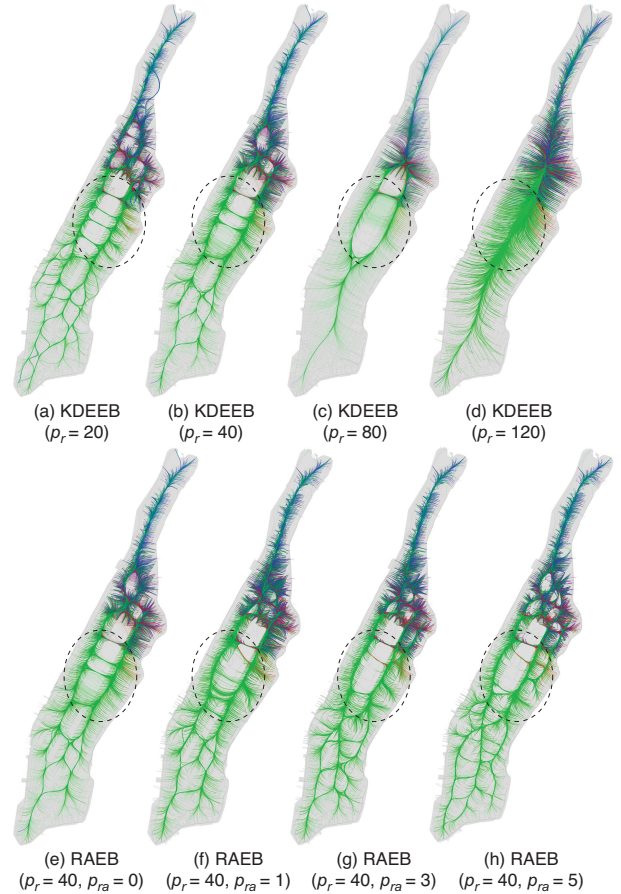 (a) KDEEB
(p_r = 20)
(b) KDEEB
(p_r = 40)
(c) KDEEB
(p_r = 80)
(d) KDEEB
(p_r = 120)
(e) RAEB
(p_r = 40, p_ra = 0)
(f) RAEB
(p_r = 40, p_ra = 1)
(g) RAEB
(p_r = 40, p_ra = 3)
(h) RAEB
(p_r = 40, p_ra = 5)